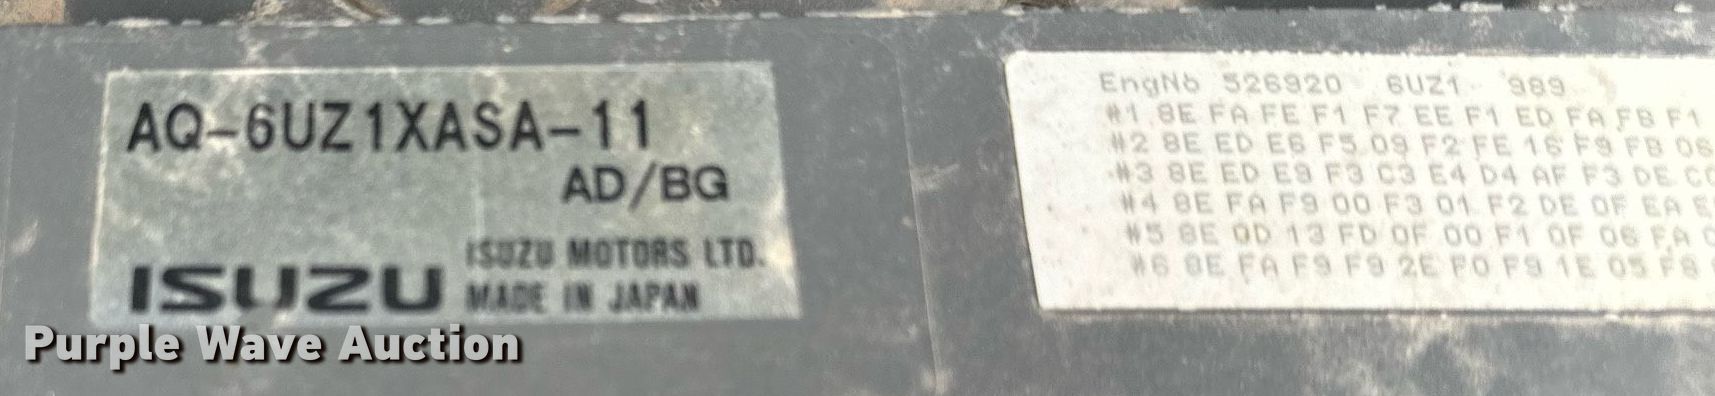 AQ-6UZ1XASA-11
AD/BG
ISUZU
ISUZU MOTORS LTD.
MADE IN JAPAN
EngNb 526920 6UZ1 989
#1 8E FA FE F1 F7 EE F1 ED FA FB F1
#2 8E ED E6 F5 09 F2 FE 16 F9 FB 06
#3 8E ED E9 F3 C3 E4 D4 AF F3 DE
#4 8E FA F9 00 F3 01 F2 DE 0F EA
#5 8E 0D 13 FD 0F 00 F1 0F 06 FA
#6 8E FA F9 F9 2E F0 F9 1E 05 F8
Purple Wave Auction